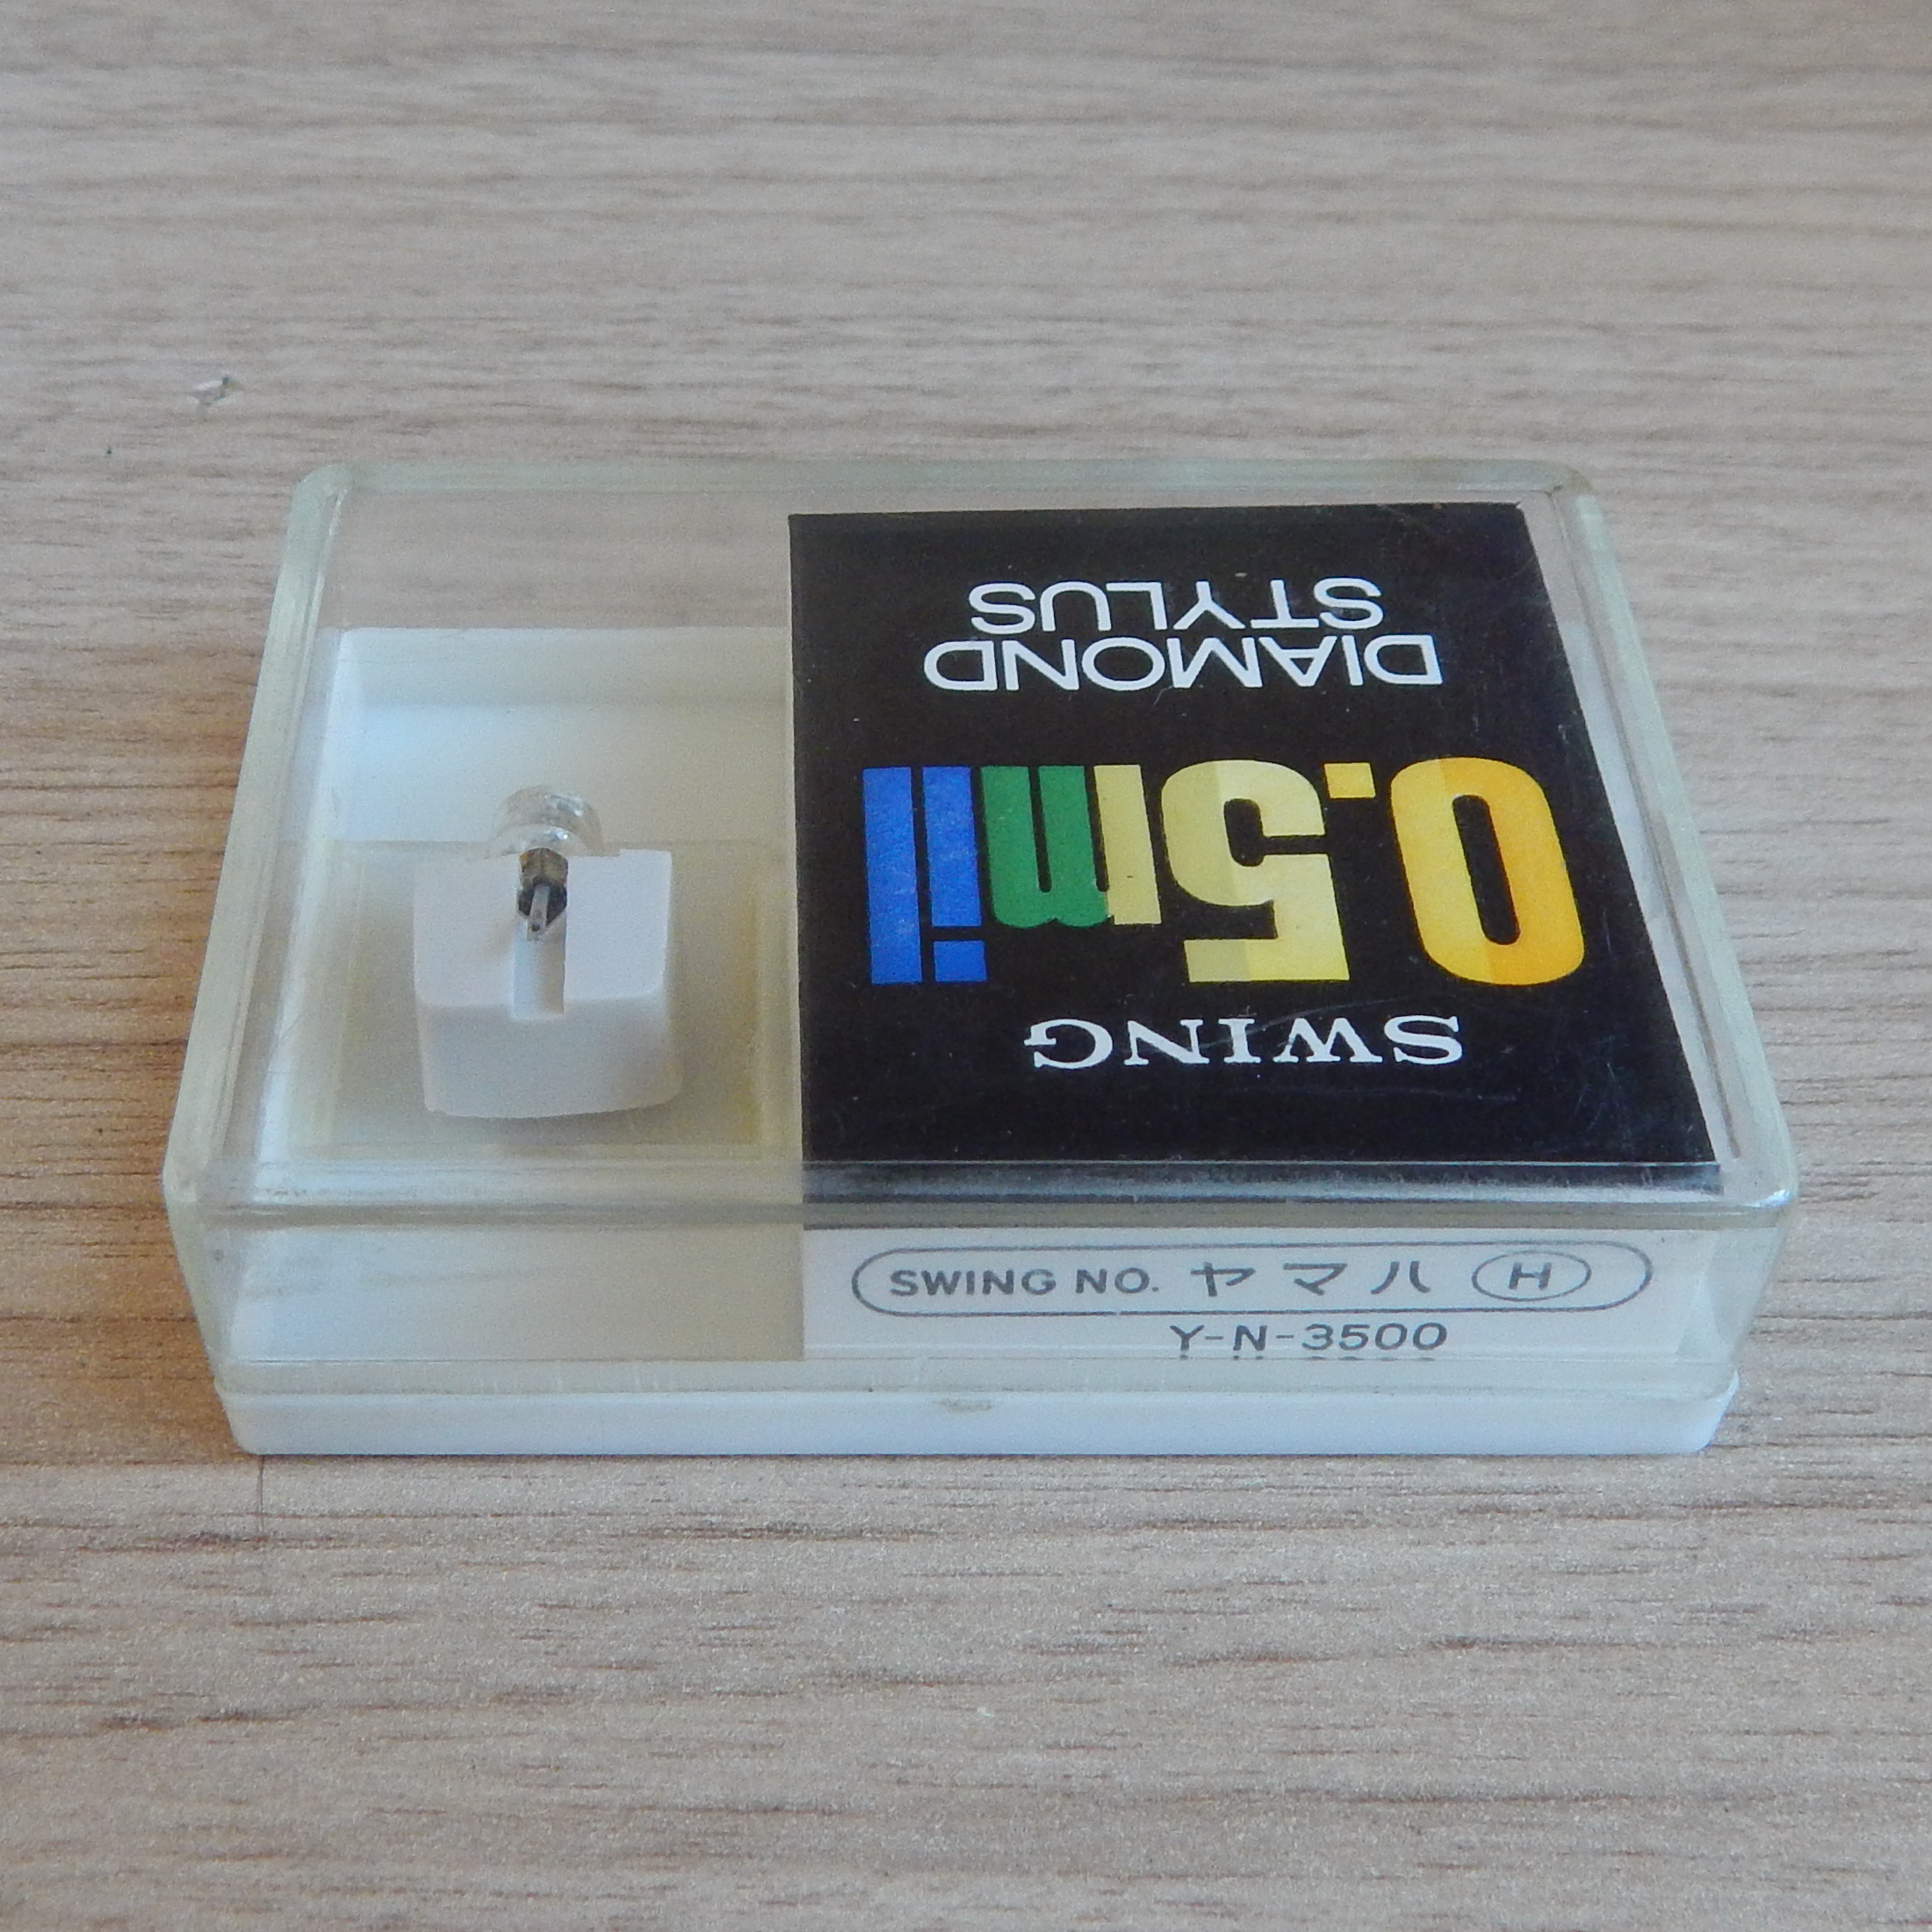 SWING
0.5mil
DIAMOND
STYLUS
SWING NO. ヤマハ H
Y-N-3500